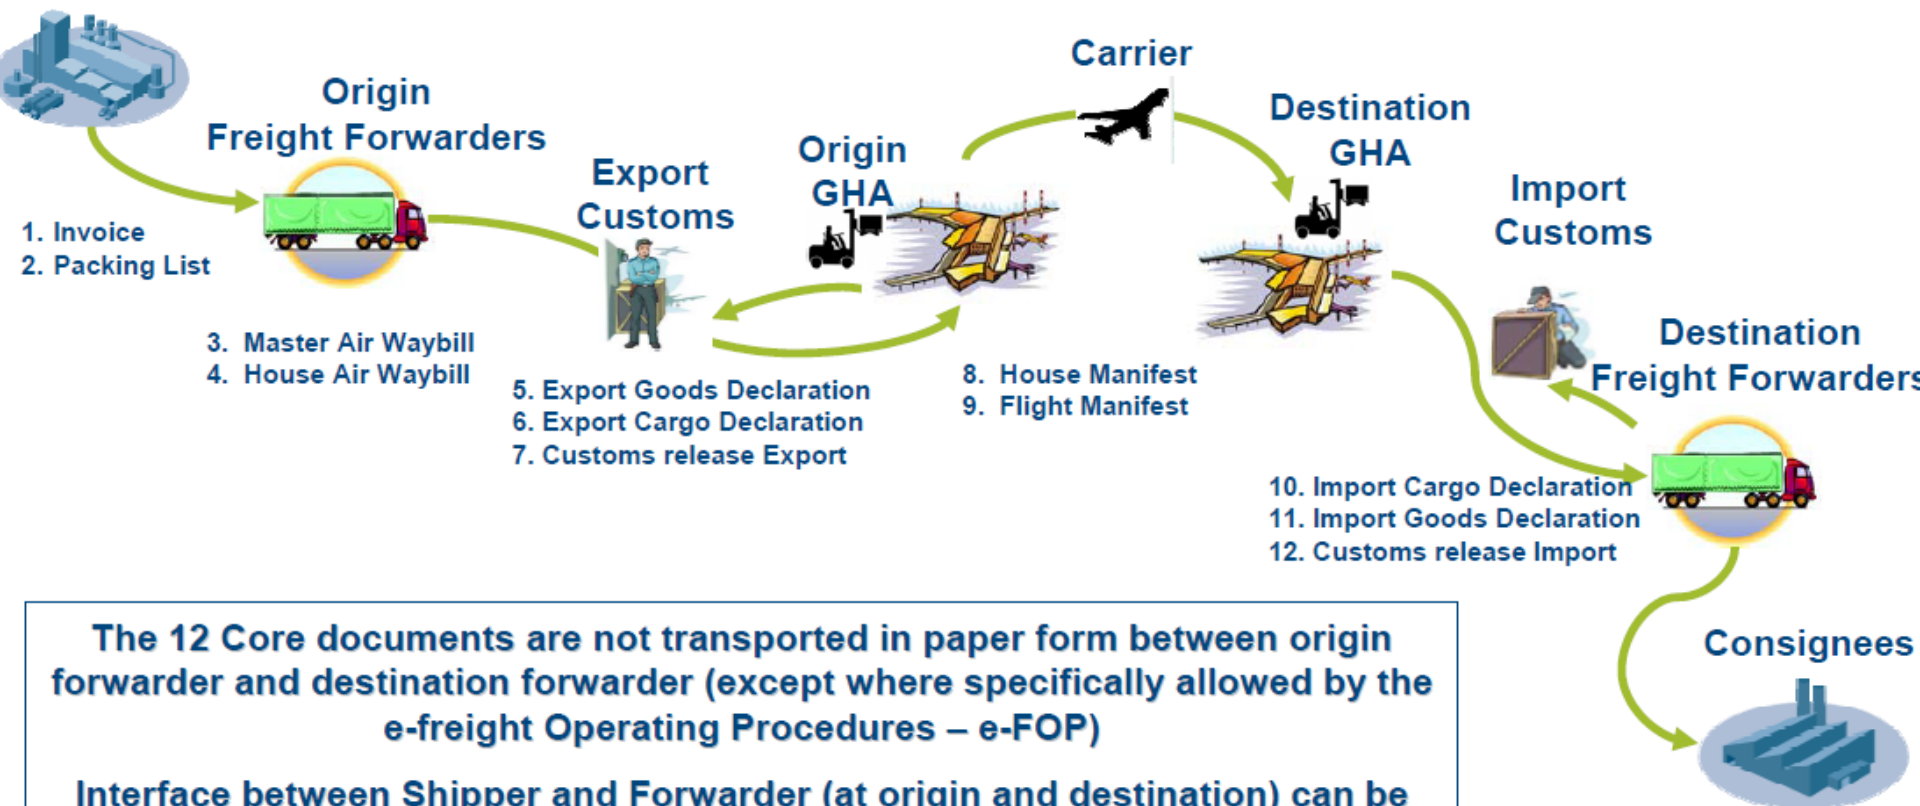 Origin
Freight Forwarders
1. Invoice
2. Packing List
3. Master Air Waybill
4. House Air Waybill
Export
Customs
5. Export Goods Declaration
6. Export Cargo Declaration
7. Customs release Export
Origin
GHA
8. House Manifest
9. Flight Manifest
Carrier
Destination
GHA
Import
Customs
Destination
Freight Forwarders
10. Import Cargo Declaration
11. Import Goods Declaration
12. Customs release Import
Consignees
The 12 Core documents are not transported in paper form between origin
forwarder and destination forwarder (except where specifically allowed by the
e-freight Operating Procedures – e-FOP)
Interface between Shipper and Forwarder (at origin and destination) can be